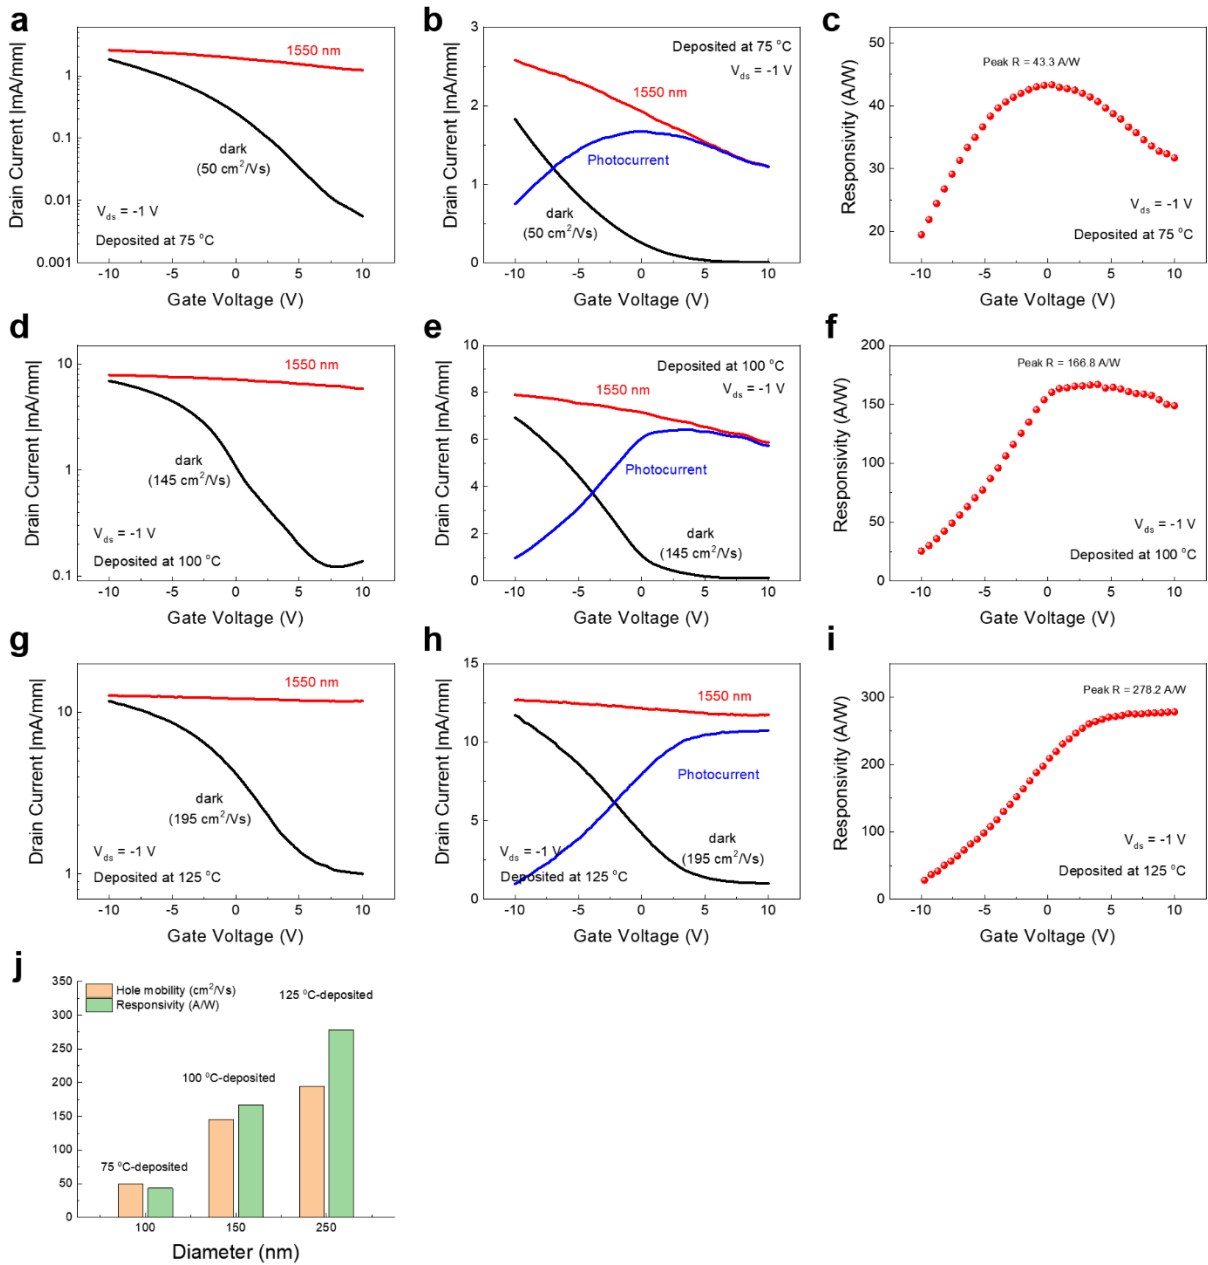 a
Drain Current |mA/mm|
1
0.1
0.01
0.001
1550 nm
dark
(50 cm²/Vs)
V_ds = -1 V
Deposited at 75 °C
-10 -5 0 5 10
Gate Voltage (V)
b
Drain Current |mA/mm|
3
2
1
0
Deposited at 75 °C
V_ds = -1 V
1550 nm
Photocurrent
dark
(50 cm²/Vs)
-10 -5 0 5 10
Gate Voltage (V)
c
Responsivity (A/W)
50
40
30
20
Peak R = 43.3 A/W
V_ds = -1 V
Deposited at 75 °C
-10 -5 0 5 10
Gate Voltage (V)
d
Drain Current |mA/mm|
10
1
0.1
1550 nm
dark
(145 cm²/Vs)
V_ds = -1 V
Deposited at 100 °C
-10 -5 0 5 10
Gate Voltage (V)
e
Drain Current |mA/mm|
10
8
6
4
2
0
Deposited at 100 °C
V_ds = -1 V
1550 nm
Photocurrent
dark
(145 cm²/Vs)
-10 -5 0 5 10
Gate Voltage (V)
f
Responsivity (A/W)
200
150
100
50
0
Peak R = 166.8 A/W
V_ds = -1 V
Deposited at 100 °C
-10 -5 0 5 10
Gate Voltage (V)
g
Drain Current |mA/mm|
10
1
1550 nm
dark
(195 cm²/Vs)
V_ds = -1 V
Deposited at 125 °C
-10 -5 0 5 10
Gate Voltage (V)
h
Drain Current |mA/mm|
15
10
5
0
1550 nm
Photocurrent
dark
(195 cm²/Vs)
V_ds = -1 V
Deposited at 125 °C
-10 -5 0 5 10
Gate Voltage (V)
i
Responsivity (A/W)
300
200
100
0
Peak R = 278.2 A/W
V_ds = -1 V
Deposited at 125 °C
-10 -5 0 5 10
Gate Voltage (V)
j
350
300
250
200
150
100
50
0
Hole mobility (cm²/Vs)
Responsivity (A/W)
125 °C-deposited
100 °C-deposited
75 °C-deposited
100 150 250
Diameter (nm)